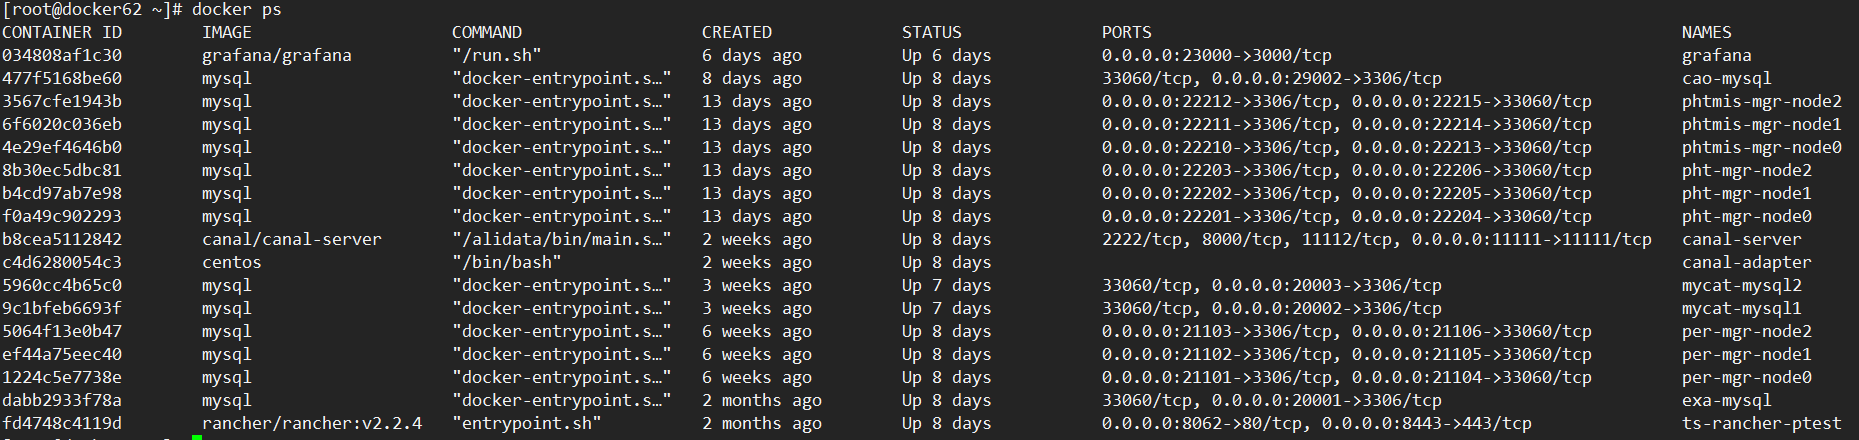 [root@docker62 ~]# docker ps
CONTAINER ID        IMAGE                    COMMAND                  CREATED             STATUS              PORTS                                                     NAMES
034808af1c30        grafana/grafana          "/run.sh"                6 days ago          Up 6 days           0.0.0.0:23000->3000/tcp                                   grafana
477f5168be60        mysql                    "docker-entrypoint.s…"   8 days ago          Up 8 days           33060/tcp, 0.0.0.0:29002->3306/tcp                        cao-mysql
3567cfe1943b        mysql                    "docker-entrypoint.s…"   13 days ago         Up 8 days           0.0.0.0:22212->3306/tcp, 0.0.0.0:22215->33060/tcp         phtmis-mgr-node2
6f6020c036eb        mysql                    "docker-entrypoint.s…"   13 days ago         Up 8 days           0.0.0.0:22211->3306/tcp, 0.0.0.0:22214->33060/tcp         phtmis-mgr-node1
4e29ef4646b0        mysql                    "docker-entrypoint.s…"   13 days ago         Up 8 days           0.0.0.0:22210->3306/tcp, 0.0.0.0:22213->33060/tcp         phtmis-mgr-node0
8b30ec5dbc81        mysql                    "docker-entrypoint.s…"   13 days ago         Up 8 days           0.0.0.0:22203->3306/tcp, 0.0.0.0:22206->33060/tcp         pht-mgr-node2
b4cd97ab7e98        mysql                    "docker-entrypoint.s…"   13 days ago         Up 8 days           0.0.0.0:22202->3306/tcp, 0.0.0.0:22205->33060/tcp         pht-mgr-node1
f0a49c902293        mysql                    "docker-entrypoint.s…"   13 days ago         Up 8 days           0.0.0.0:22201->3306/tcp, 0.0.0.0:22204->33060/tcp         pht-mgr-node0
b8cea5112842        canal/canal-server       "/alidata/bin/main.s…"   2 weeks ago         Up 8 days           2222/tcp, 8000/tcp, 11112/tcp, 0.0.0.0:11111->11111/tcp   canal-server
c4d6280054c3        centos                   "/bin/bash"              2 weeks ago         Up 8 days                                                                     canal-adapter
5960cc4b65c0        mysql                    "docker-entrypoint.s…"   3 weeks ago         Up 7 days           33060/tcp, 0.0.0.0:20003->3306/tcp                        mycat-mysql2
9c1bfeb6693f        mysql                    "docker-entrypoint.s…"   3 weeks ago         Up 7 days           33060/tcp, 0.0.0.0:20002->3306/tcp                        mycat-mysql1
5064f13e0b47        mysql                    "docker-entrypoint.s…"   6 weeks ago         Up 8 days           0.0.0.0:21103->3306/tcp, 0.0.0.0:21106->33060/tcp         per-mgr-node2
ef44a75eec40        mysql                    "docker-entrypoint.s…"   6 weeks ago         Up 8 days           0.0.0.0:21102->3306/tcp, 0.0.0.0:21105->33060/tcp         per-mgr-node1
1224c5e7738e        mysql                    "docker-entrypoint.s…"   6 weeks ago         Up 8 days           0.0.0.0:21101->3306/tcp, 0.0.0.0:21104->33060/tcp         per-mgr-node0
dabb2933f78a        mysql                    "docker-entrypoint.s…"   2 months ago        Up 8 days           33060/tcp, 0.0.0.0:20001->3306/tcp                        exa-mysql
fd4748c4119d        rancher/rancher:v2.2.4   "entrypoint.sh"          2 months ago        Up 8 days           0.0.0.0:8062->80/tcp, 0.0.0.0:8443->443/tcp               ts-rancher-ptest